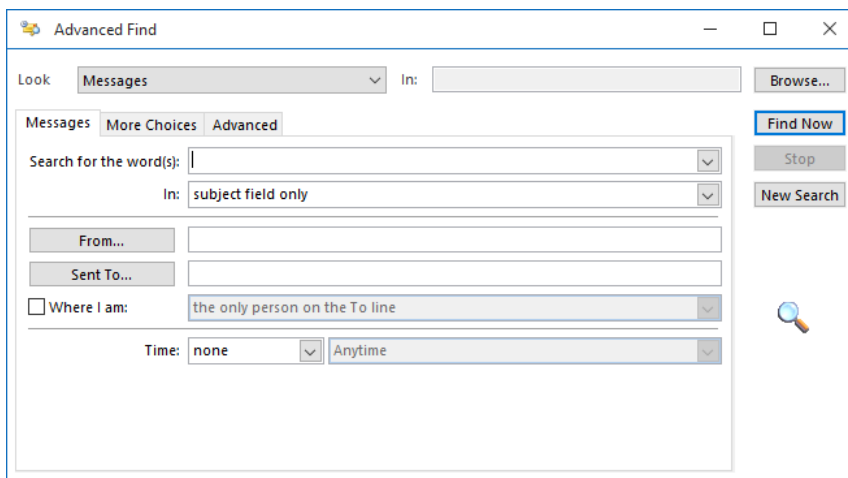 Advanced Find
Look Messages In: Browse...
Messages More Choices Advanced Find Now
Search for the word(s): Stop
In: subject field only New Search
From...
Sent To...
Where I am: the only person on the To line
Time: none Anytime